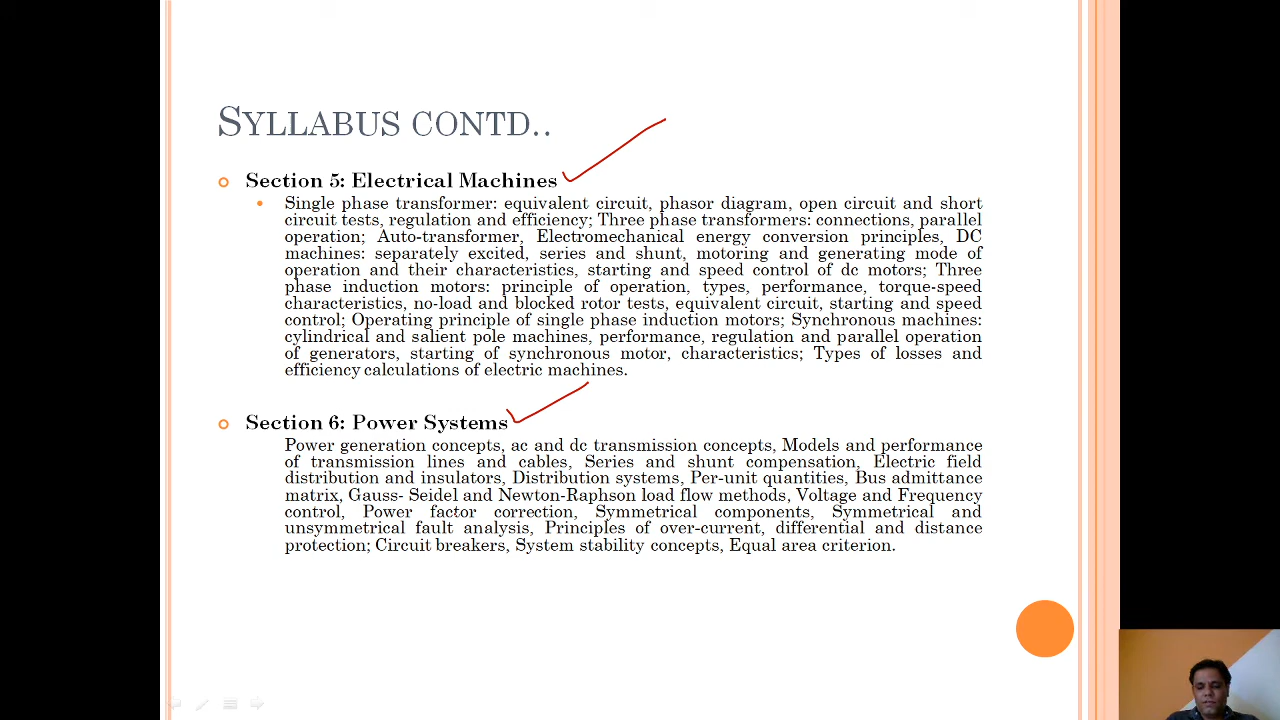 SYLLABUS CONTD..
Section 5: Electrical Machines
Single phase transformer: equivalent circuit, phasor diagram, open circuit and short
circuit tests, regulation and efficiency; Three phase transformers: connections, parallel
operation; Auto-transformer, Electromechanical energy conversion principles, DC
machines: separately excited, series and shunt, motoring and generating mode of
operation and their characteristics, starting and speed control of dc motors; Three
phase induction motors: principle of operation, types, performance, torque-speed
characteristics, no-load and blocked rotor tests, equivalent circuit, starting and speed
control; Operating principle of single phase induction motors; Synchronous machines:
cylindrical and salient pole machines, performance, regulation and parallel operation
of generators, starting of synchronous motor, characteristics; Types of losses and
efficiency calculations of electric machines.
Section 6: Power Systems
Power generation concepts, ac and dc transmission concepts, Models and performance
of transmission lines and cables, Series and shunt compensation, Electric field
distribution and insulators, Distribution systems, Per-unit quantities, Bus admittance
matrix, Gauss- Seidel and Newton-Raphson load flow methods, Voltage and Frequency
control, Power factor correction, Symmetrical components, Symmetrical and
unsymmetrical fault analysis, Principles of over-current, differential and distance
protection; Circuit breakers, System stability concepts, Equal area criterion.